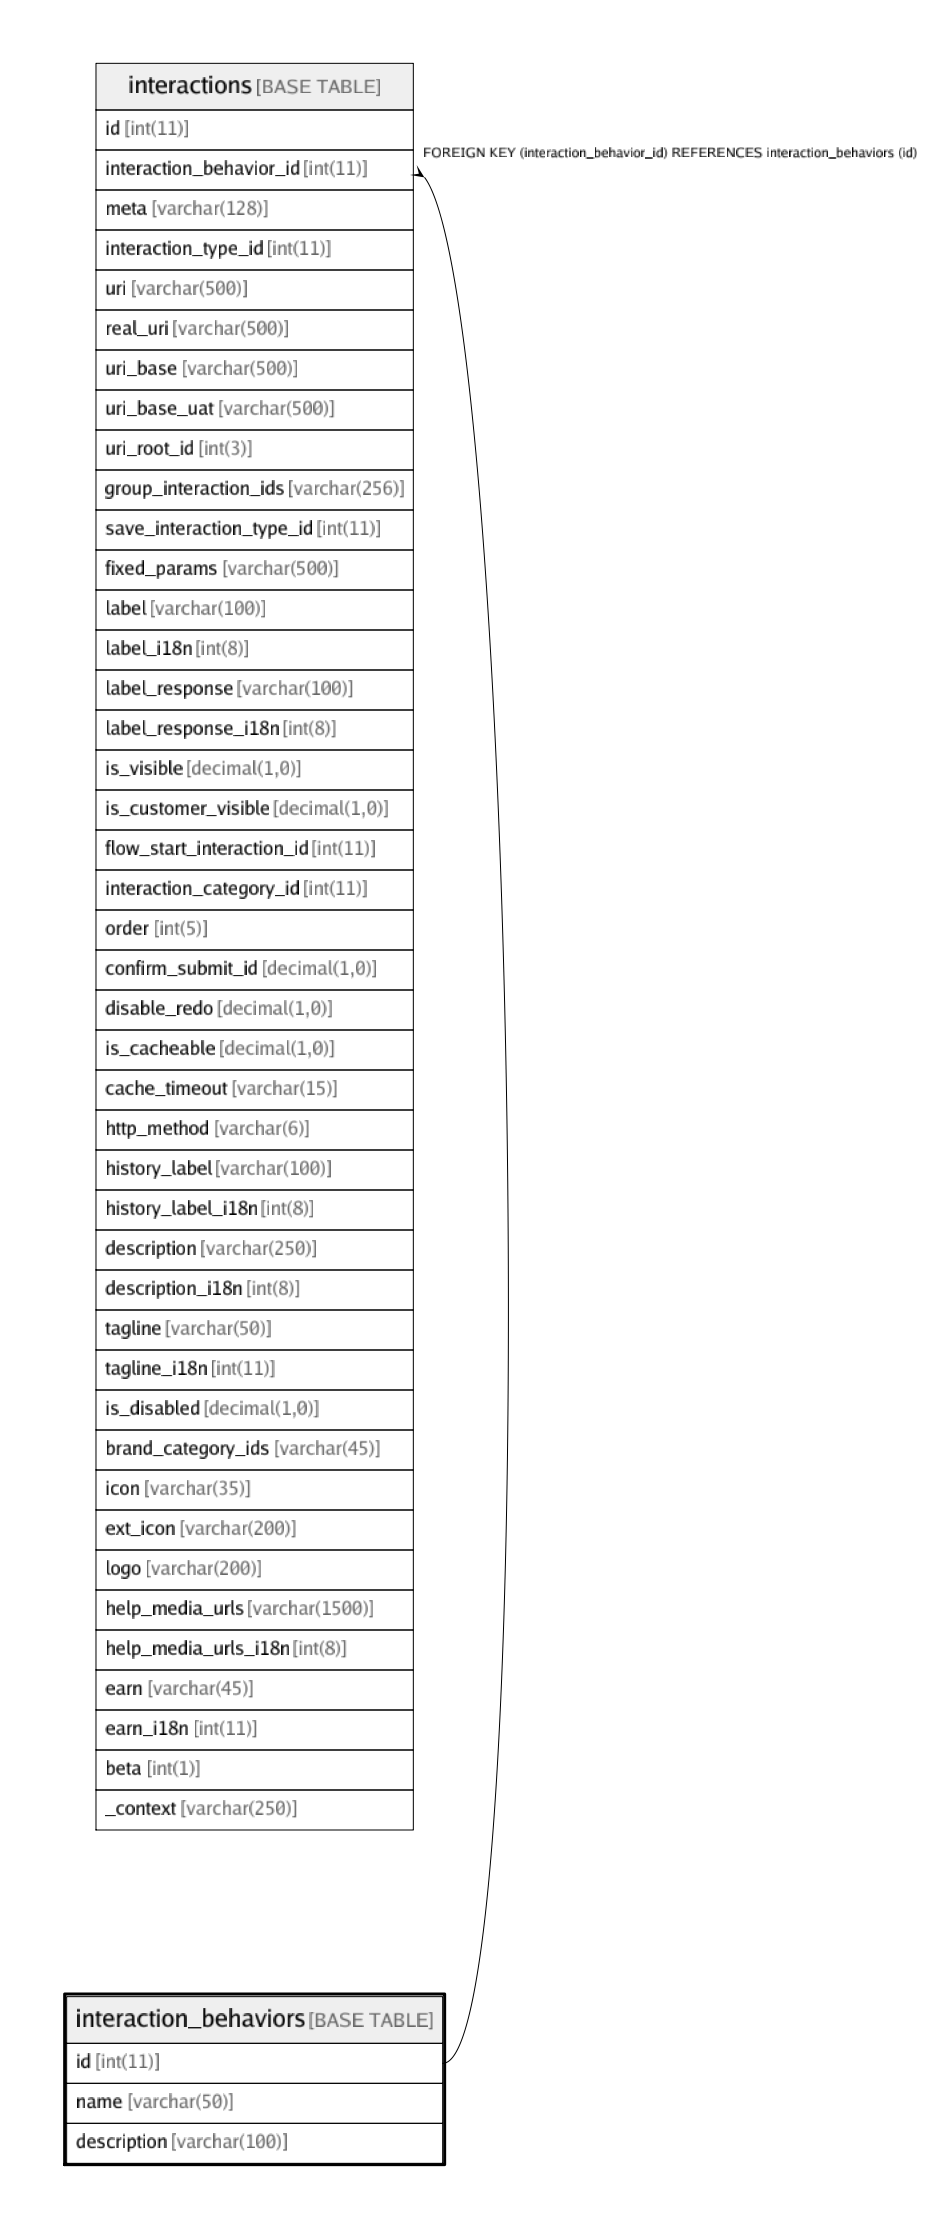 interactions [BASE TABLE]
id [int(11)]
FOREIGN KEY (interaction_behavior_id) REFERENCES interaction_behaviors (id)
interaction_behavior_id [int(11)]
meta [varchar(128)]
interaction_type_id [int(11)]
uri [varchar(500)]
real_uri [varchar(500)]
uri_base [varchar(500)]
uri_base_uat [varchar(500)]
uri_root_id [int(3)]
group_interaction_ids [varchar(256)]
save_interaction_type_id [int(11)]
fixed_params [varchar(500)]
label [varchar(100)]
label_i18n [int(8)]
label_response [varchar(100)]
label_response_i18n [int(8)]
is_visible [decimal(1,0)]
is_customer_visible [decimal(1,0)]
flow_start_interaction_id [int(11)]
interaction_category_id [int(11)]
order [int(5)]
confirm_submit_id [decimal(1,0)]
disable_redo [decimal(1,0)]
is_cacheable [decimal(1,0)]
cache_timeout [varchar(15)]
http_method [varchar(6)]
history_label [varchar(100)]
history_label_i18n [int(8)]
description [varchar(250)]
description_i18n [int(8)]
tagline [varchar(50)]
tagline_i18n [int(11)]
is_disabled [decimal(1,0)]
brand_category_ids [varchar(45)]
icon [varchar(35)]
ext_icon [varchar(200)]
logo [varchar(200)]
help_media_urls [varchar(1500)]
help_media_urls_i18n [int(8)]
earn [varchar(45)]
earn_i18n [int(11)]
beta [int(1)]
_context [varchar(250)]
interaction_behaviors [BASE TABLE]
id [int(11)]
name [varchar(50)]
description [varchar(100)]